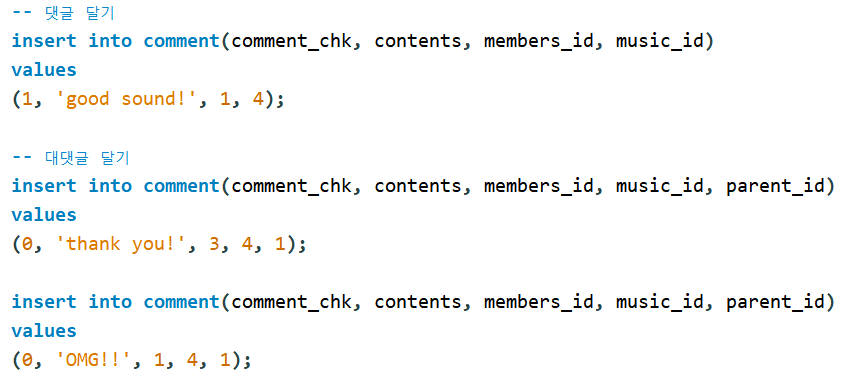 -- 댓글 달기
insert into comment(comment_chk, contents, members_id, music_id)
values
(1, 'good sound!', 1, 4);
-- 대댓글 달기
insert into comment(comment_chk, contents, members_id, music_id, parent_id)
values
(0, 'thank you!', 3, 4, 1);
insert into comment(comment_chk, contents, members_id, music_id, parent_id)
values
(0, 'OMG!!', 1, 4, 1);